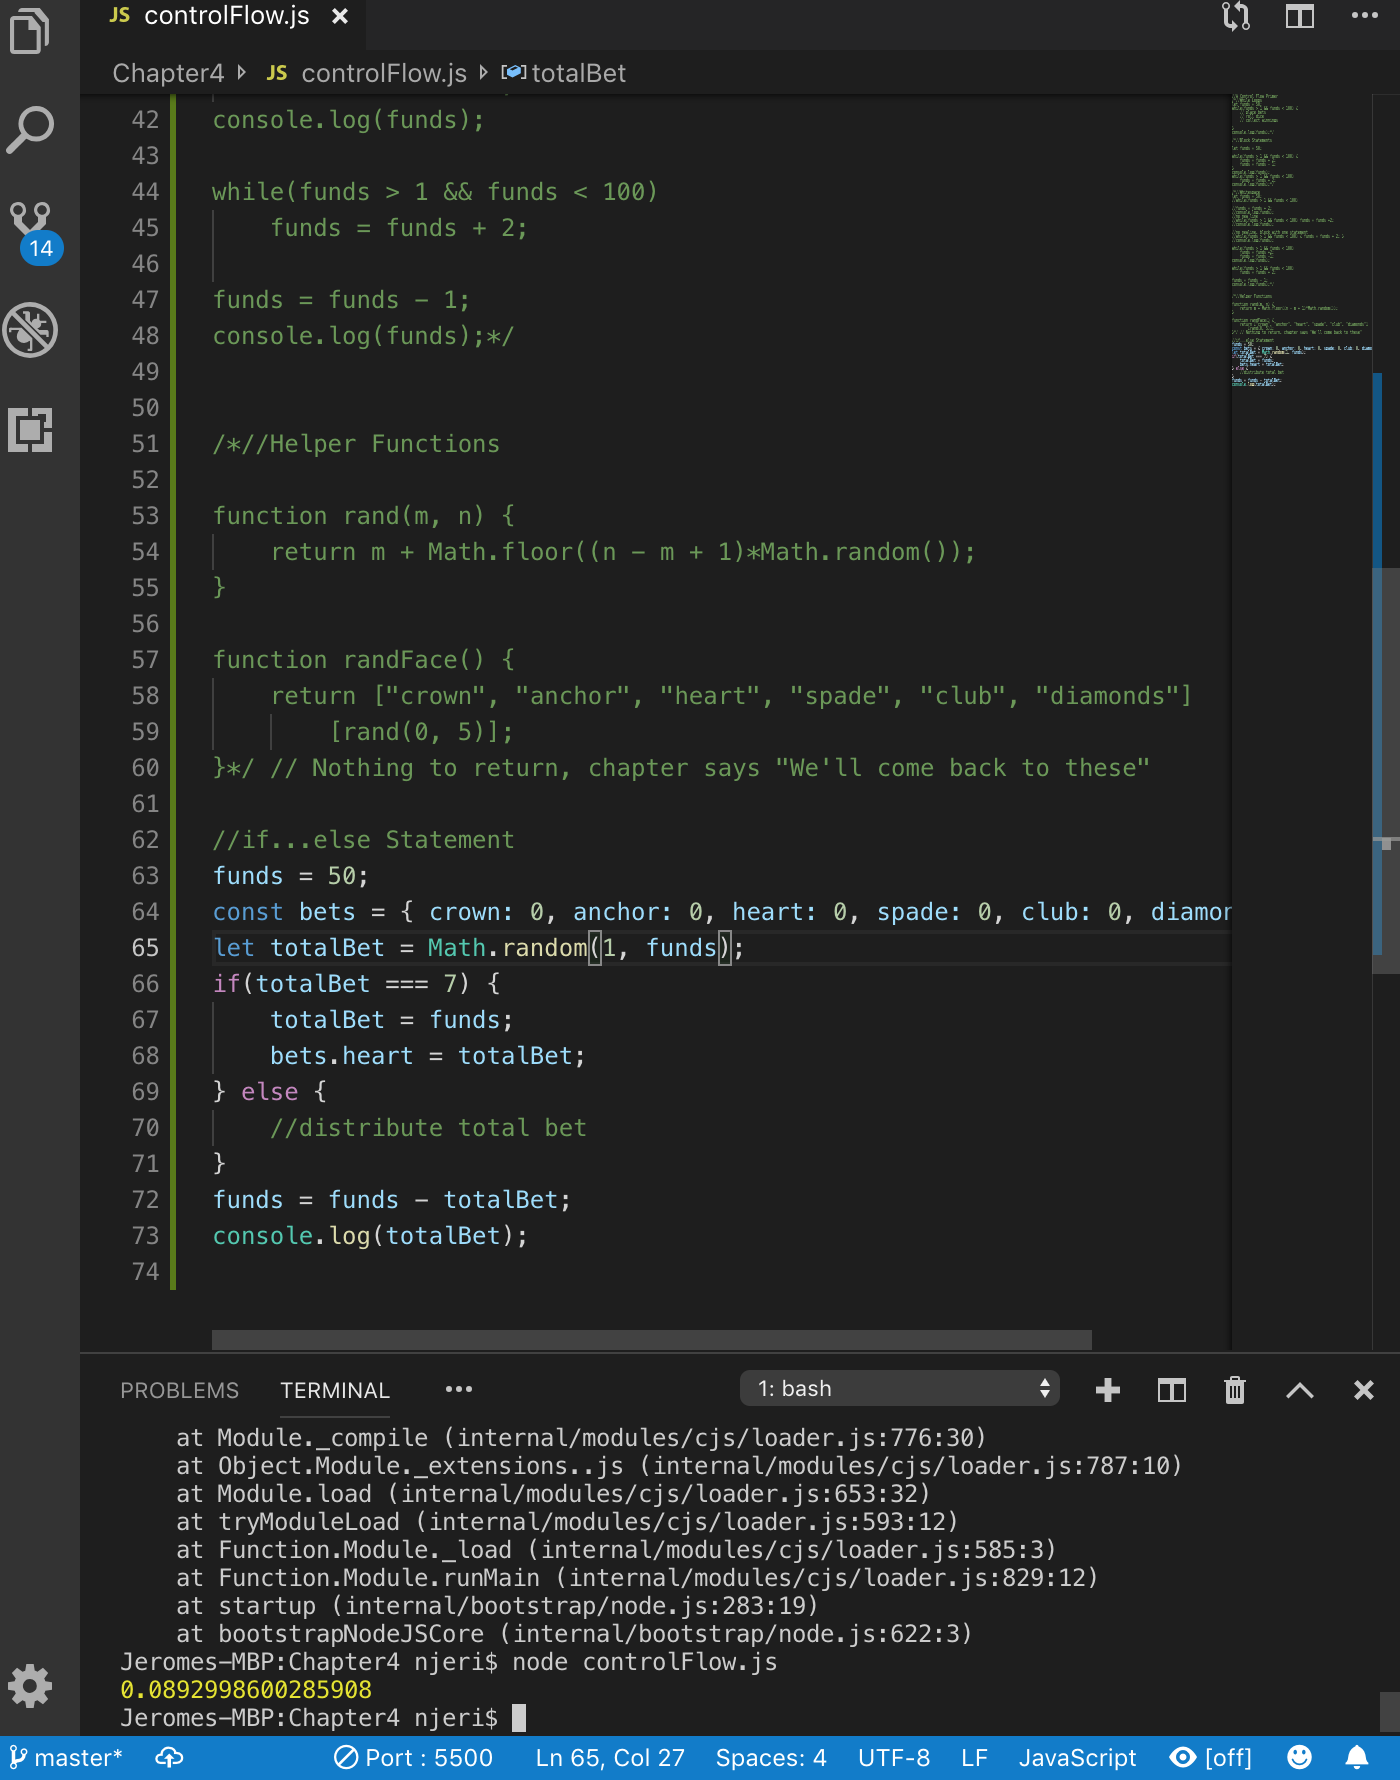 JS controlFlow.js ×
Chapter4 JS controlFlow.js totalBet
42 console.log(funds);
43
44 while(funds > 1 && funds < 100)
45 funds = funds + 2;
46
47 funds = funds - 1;
48 console.log(funds);*/
49
50
51 /*//Helper Functions
52
53 function rand(m, n) {
54 return m + Math.floor((n - m + 1)*Math.random());
55 }
56
57 function randFace() {
58 return ["crown", "anchor", "heart", "spade", "club", "diamonds"]
59 [rand(0, 5)];
60 }*/ // Nothing to return, chapter says "We'll come back to these"
61
62 //if...else Statement
63 funds = 50;
64 const bets = { crown: 0, anchor: 0, heart: 0, spade: 0, club: 0, diamon
65 let totalBet = Math.random(1, funds);
66 if(totalBet === 7) {
67 totalBet = funds;
68 bets.heart = totalBet;
69 } else {
70 //distribute total bet
71 }
72 funds = funds - totalBet;
73 console.log(totalBet);
74
14
PROBLEMS TERMINAL ••• 1: bash
at Module._compile (internal/modules/cjs/loader.js:776:30)
at Object.Module._extensions..js (internal/modules/cjs/loader.js:787:10)
at Module.load (internal/modules/cjs/loader.js:653:32)
at tryModuleLoad (internal/modules/cjs/loader.js:593:12)
at Function.Module._load (internal/modules/cjs/loader.js:585:3)
at Function.Module.runMain (internal/modules/cjs/loader.js:829:12)
at startup (internal/bootstrap/node.js:283:19)
at bootstrapNodeJSCore (internal/bootstrap/node.js:622:3)
Jeromes-MBP:Chapter4 njeri$ node controlFlow.js
0.0892998600285908
Jeromes-MBP:Chapter4 njeri$
master* Port : 5500 Ln 65, Col 27 Spaces: 4 UTF-8 LF JavaScript [off]